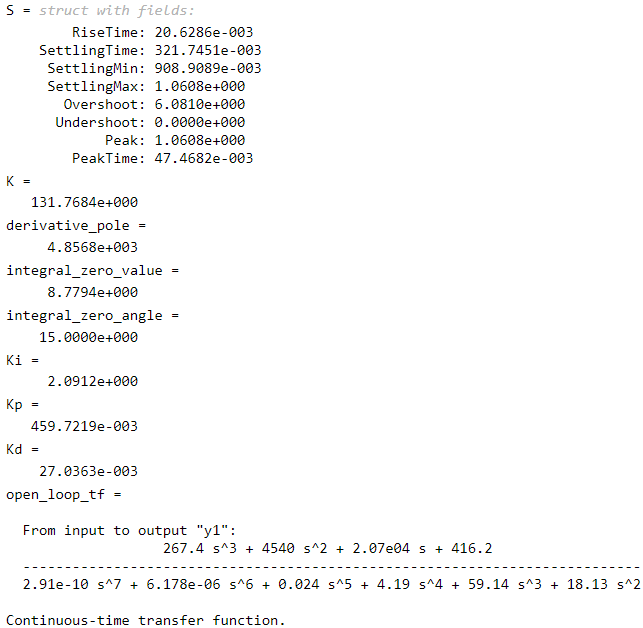 S = struct with fields:
RiseTime: 20.6286e-003
SettlingTime: 321.7451e-003
SettlingMin: 908.9089e-003
SettlingMax: 1.0608e+000
Overshoot: 6.0810e+000
Undershoot: 0.0000e+000
Peak: 1.0608e+000
PeakTime: 47.4682e-003
K =
131.7684e+000
derivative_pole =
4.8568e+003
integral_zero_value =
8.7794e+000
integral_zero_angle =
15.0000e+000
Ki =
2.0912e+000
Kp =
459.7219e-003
Kd =
27.0363e-003
open_loop_tf =
From input to output "y1":
267.4 s^3 + 4540 s^2 + 2.07e04 s + 416.2
--------------------------------------------------------------------------
2.91e-10 s^7 + 6.178e-06 s^6 + 0.024 s^5 + 4.19 s^4 + 59.14 s^3 + 18.13 s^2
Continuous-time transfer function.